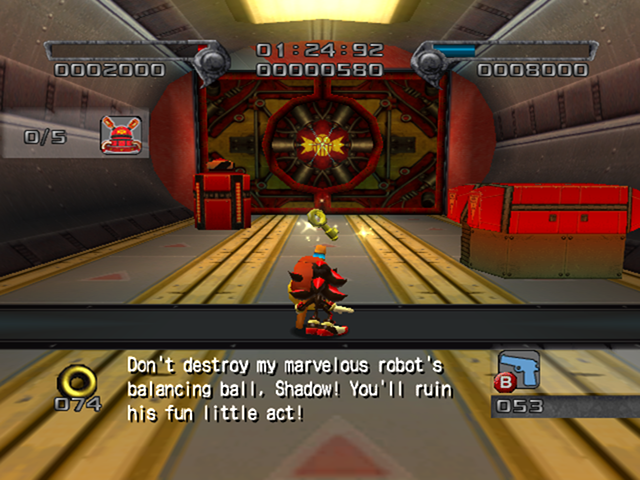 01:24:92
0002000 00000580 0008000
0/5
Don't destroy my marvelous robot's
balancing ball, Shadow! You'll ruin
his fun little act!
074
B
053